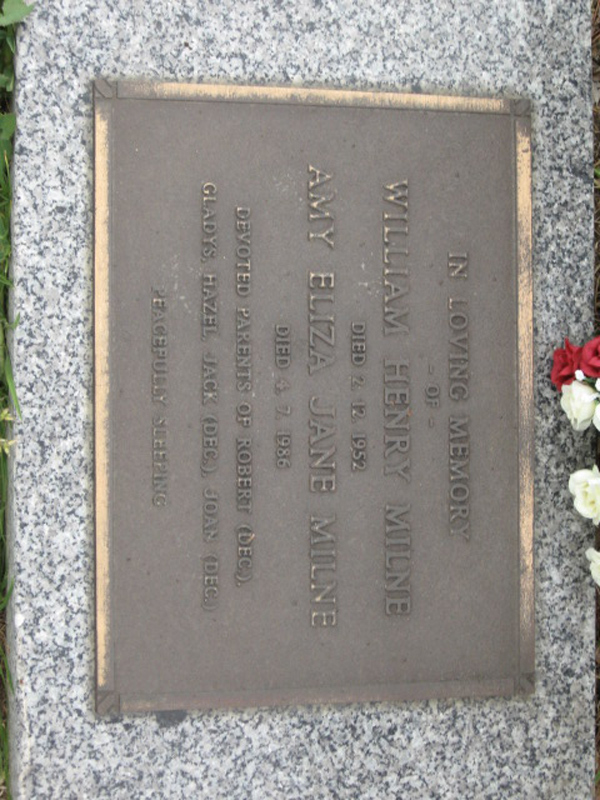 IN LOVING MEMORY
- OF -
WILLIAM HENRY MILNE
DIED 2. 12. 1952
AMY ELIZA JANE MILNE
DIED 4. 7. 1986
DEVOTED PARENTS OF ROBERT (DEC.),
GLADYS, HAZEL, JACK (DEC.), JOAN (DEC.)
PEACEFULLY SLEEPING